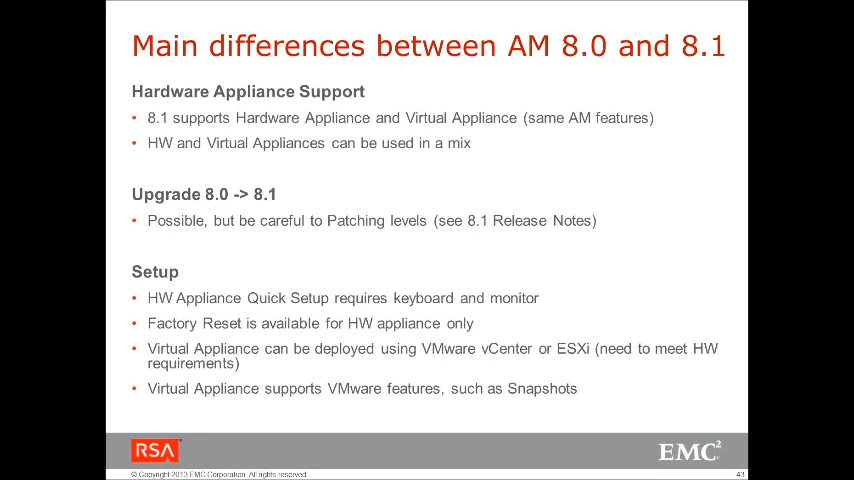 Main differences between AM 8.0 and 8.1
Hardware Appliance Support
• 8.1 supports Hardware Appliance and Virtual Appliance (same AM features)
• HW and Virtual Appliances can be used in a mix
Upgrade 8.0 -> 8.1
• Possible, but be careful to Patching levels (see 8.1 Release Notes)
Setup
• HW Appliance Quick Setup requires keyboard and monitor
• Factory Reset is available for HW appliance only
• Virtual Appliance can be deployed using VMware vCenter or ESXi (need to meet HW
requirements)
• Virtual Appliance supports VMware features, such as Snapshots
RSA
EMC²
© Copyright 2013 EMC Corporation. All rights reserved.
43